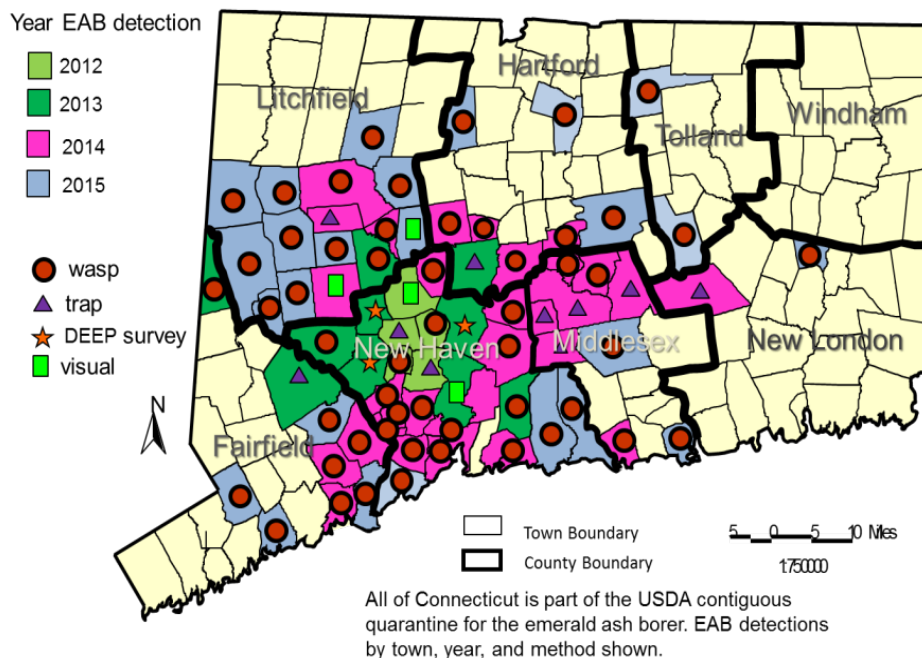 Year EAB detection
2012
2013
2014
2015
wasp
trap
DEEP survey
visual
N
Litchfield
Hartford
Tolland
Windham
New Haven
Middlesex
New London
Fairfield
Town Boundary
County Boundary
5 0 5 10 Miles
1:750000
All of Connecticut is part of the USDA contiguous
quarantine for the emerald ash borer. EAB detections
by town, year, and method shown.